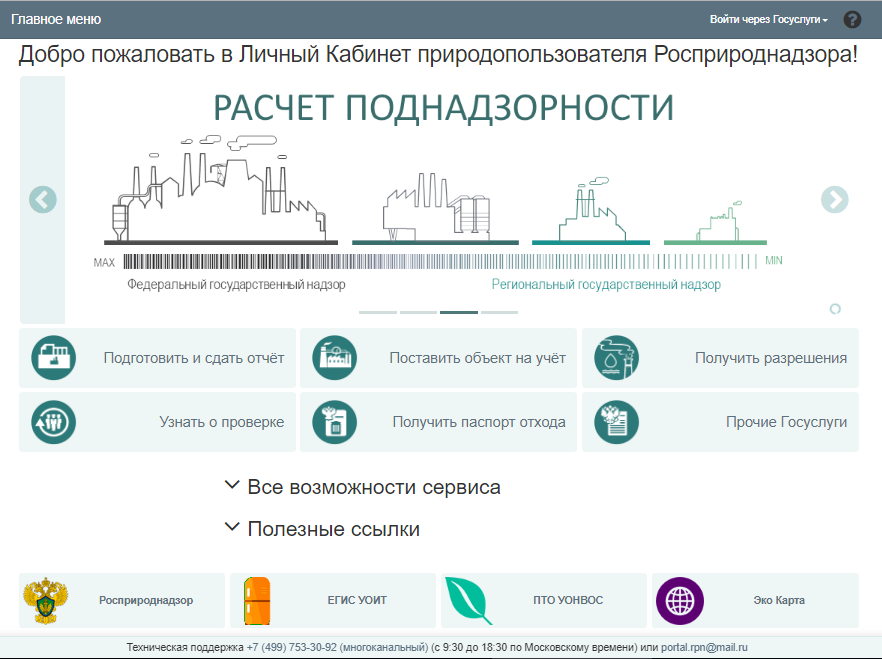 Главное меню
Войти через Госуслуги
?
Добро пожаловать в Личный Кабинет природопользователя Росприроднадзора!
РАСЧЕТ ПОДНАДЗОРНОСТИ
MAX
MIN
Федеральный государственный надзор
Региональный государственный надзор
Подготовить и сдать отчёт
Поставить объект на учёт
Получить разрешения
Узнать о проверке
Получить паспорт отхода
Прочие Госуслуги
Все возможности сервиса
Полезные ссылки
Росприроднадзор
ЕГИС УОИТ
ПТО УОНВОС
Эко Карта
Техническая поддержка +7 (499) 753-30-92 (многоканальный) (с 9:30 до 18:30 по Московскому времени) или portal.rpn@mail.ru